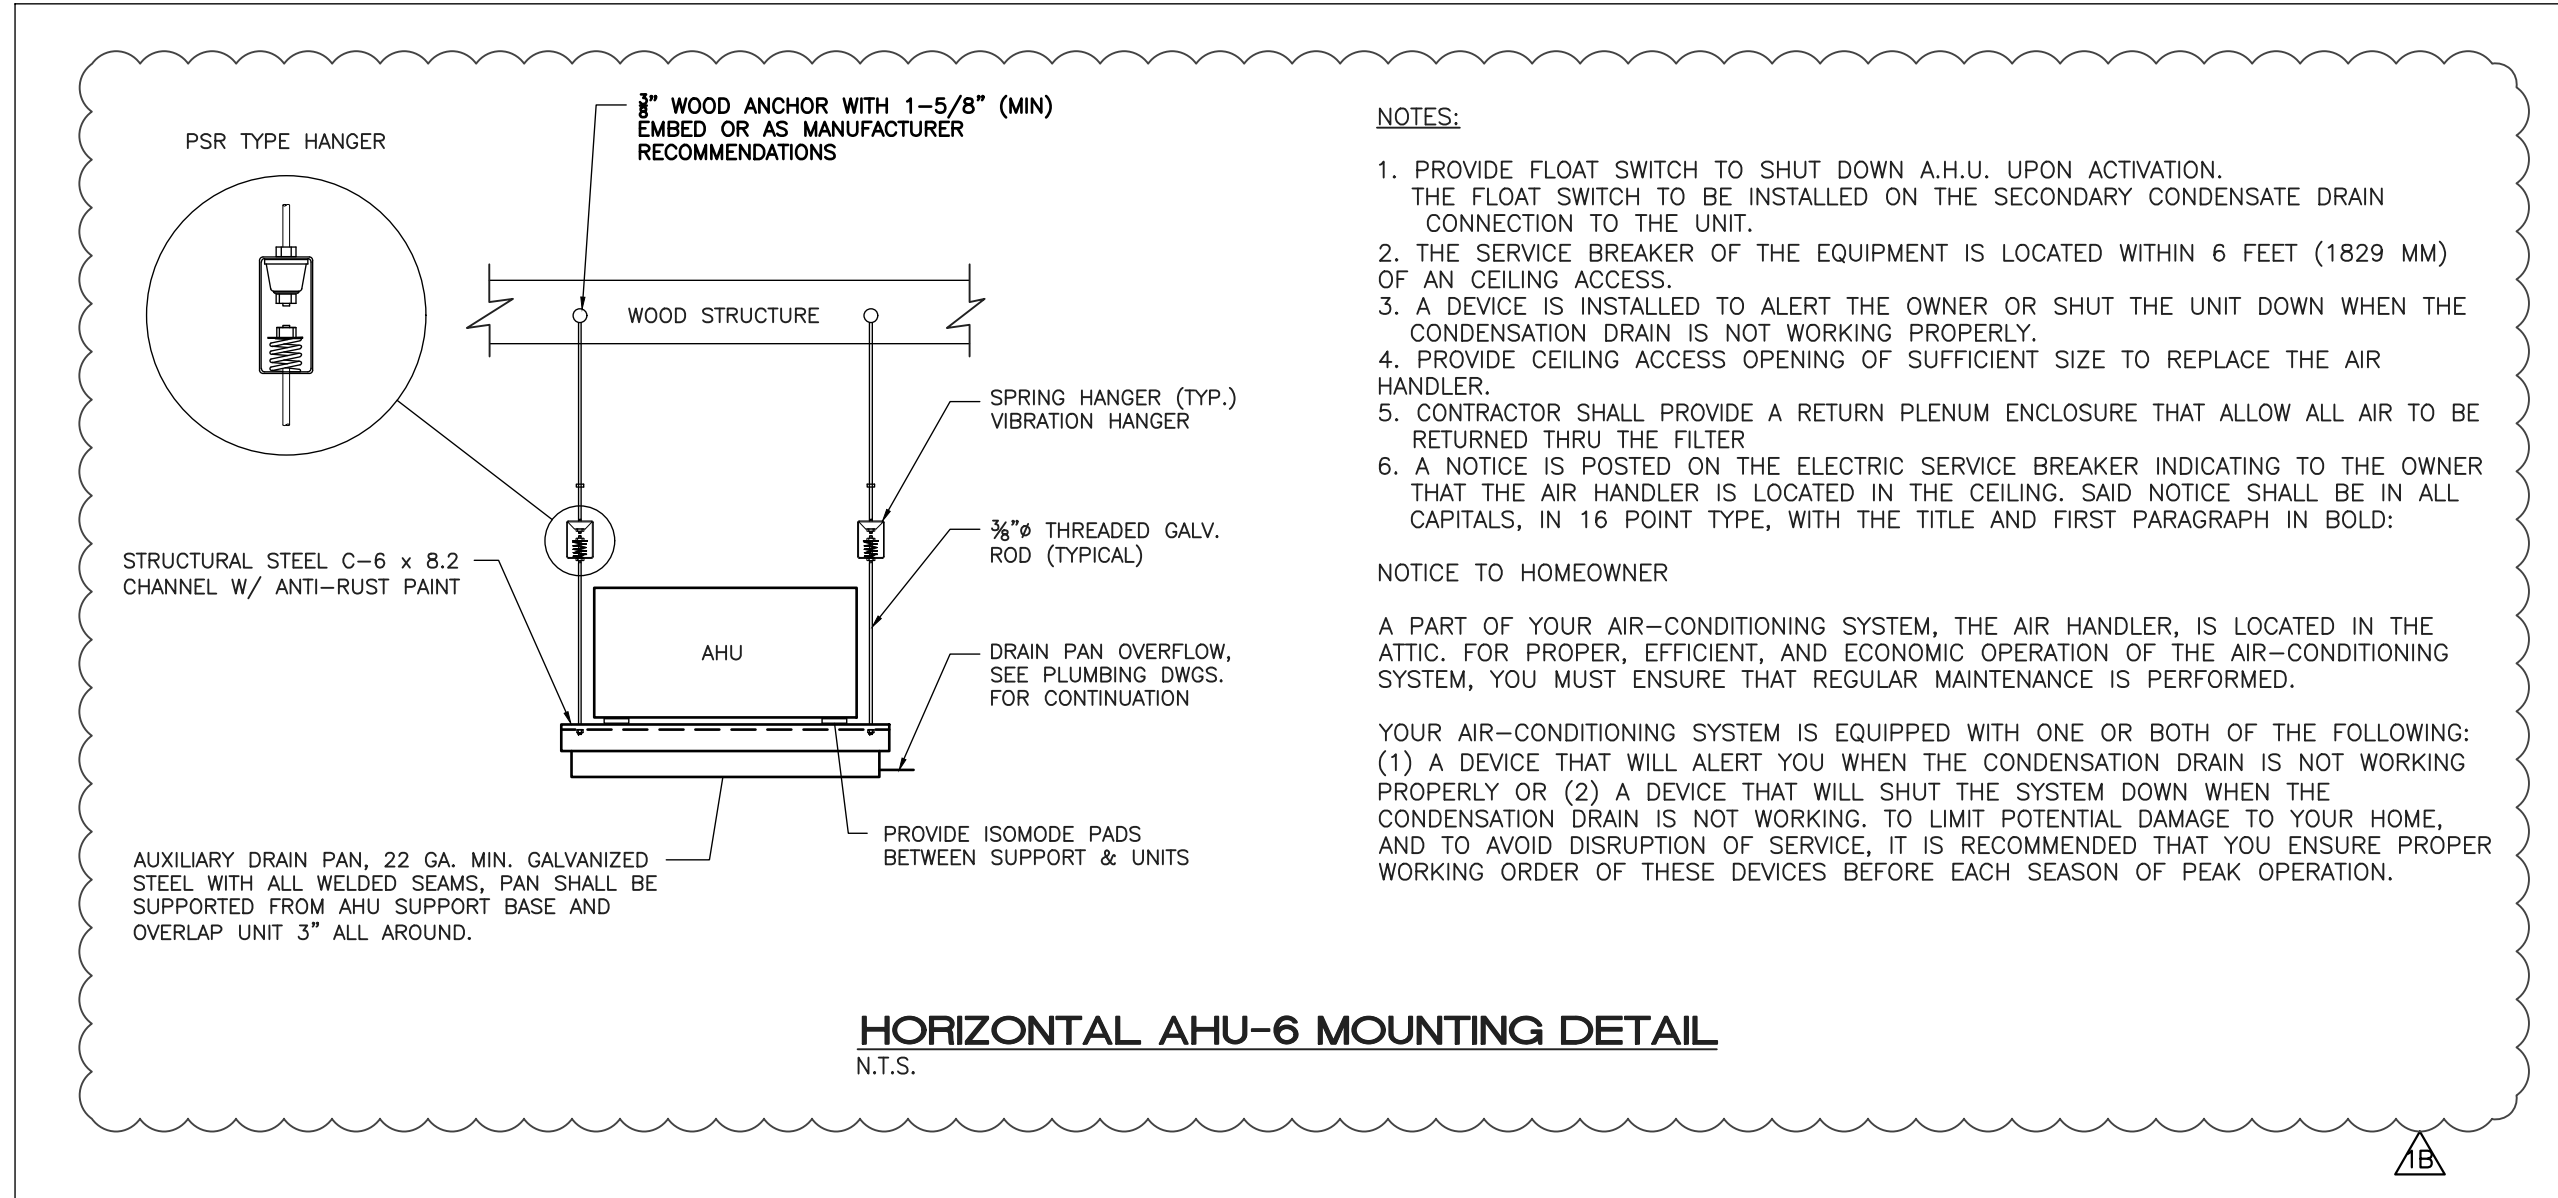 PSR TYPE HANGER
⅜” WOOD ANCHOR WITH 1-5/8” (MIN)
EMBED OR AS MANUFACTURER
RECOMMENDATIONS
WOOD STRUCTURE
SPRING HANGER (TYP.)
VIBRATION HANGER
⅜”ø THREADED GALV.
ROD (TYPICAL)
STRUCTURAL STEEL C-6 x 8.2
CHANNEL W/ ANTI-RUST PAINT
AHU
DRAIN PAN OVERFLOW,
SEE PLUMBING DWGS.
FOR CONTINUATION
PROVIDE ISOMODE PADS
BETWEEN SUPPORT & UNITS
AUXILIARY DRAIN PAN, 22 GA. MIN. GALVANIZED
STEEL WITH ALL WELDED SEAMS, PAN SHALL BE
SUPPORTED FROM AHU SUPPORT BASE AND
OVERLAP UNIT 3” ALL AROUND.
NOTES:
1. PROVIDE FLOAT SWITCH TO SHUT DOWN A.H.U. UPON ACTIVATION.
THE FLOAT SWITCH TO BE INSTALLED ON THE SECONDARY CONDENSATE DRAIN
CONNECTION TO THE UNIT.
2. THE SERVICE BREAKER OF THE EQUIPMENT IS LOCATED WITHIN 6 FEET (1829 MM)
OF AN CEILING ACCESS.
3. A DEVICE IS INSTALLED TO ALERT THE OWNER OR SHUT THE UNIT DOWN WHEN THE
CONDENSATION DRAIN IS NOT WORKING PROPERLY.
4. PROVIDE CEILING ACCESS OPENING OF SUFFICIENT SIZE TO REPLACE THE AIR
HANDLER.
5. CONTRACTOR SHALL PROVIDE A RETURN PLENUM ENCLOSURE THAT ALLOW ALL AIR TO BE
RETURNED THRU THE FILTER
6. A NOTICE IS POSTED ON THE ELECTRIC SERVICE BREAKER INDICATING TO THE OWNER
THAT THE AIR HANDLER IS LOCATED IN THE CEILING. SAID NOTICE SHALL BE IN ALL
CAPITALS, IN 16 POINT TYPE, WITH THE TITLE AND FIRST PARAGRAPH IN BOLD:
NOTICE TO HOMEOWNER
A PART OF YOUR AIR-CONDITIONING SYSTEM, THE AIR HANDLER, IS LOCATED IN THE
ATTIC. FOR PROPER, EFFICIENT, AND ECONOMIC OPERATION OF THE AIR-CONDITIONING
SYSTEM, YOU MUST ENSURE THAT REGULAR MAINTENANCE IS PERFORMED.
YOUR AIR-CONDITIONING SYSTEM IS EQUIPPED WITH ONE OR BOTH OF THE FOLLOWING:
(1) A DEVICE THAT WILL ALERT YOU WHEN THE CONDENSATION DRAIN IS NOT WORKING
PROPERLY OR (2) A DEVICE THAT WILL SHUT THE SYSTEM DOWN WHEN THE
CONDENSATION DRAIN IS NOT WORKING. TO LIMIT POTENTIAL DAMAGE TO YOUR HOME,
AND TO AVOID DISRUPTION OF SERVICE, IT IS RECOMMENDED THAT YOU ENSURE PROPER
WORKING ORDER OF THESE DEVICES BEFORE EACH SEASON OF PEAK OPERATION.
HORIZONTAL AHU-6 MOUNTING DETAIL
N.T.S.
1B